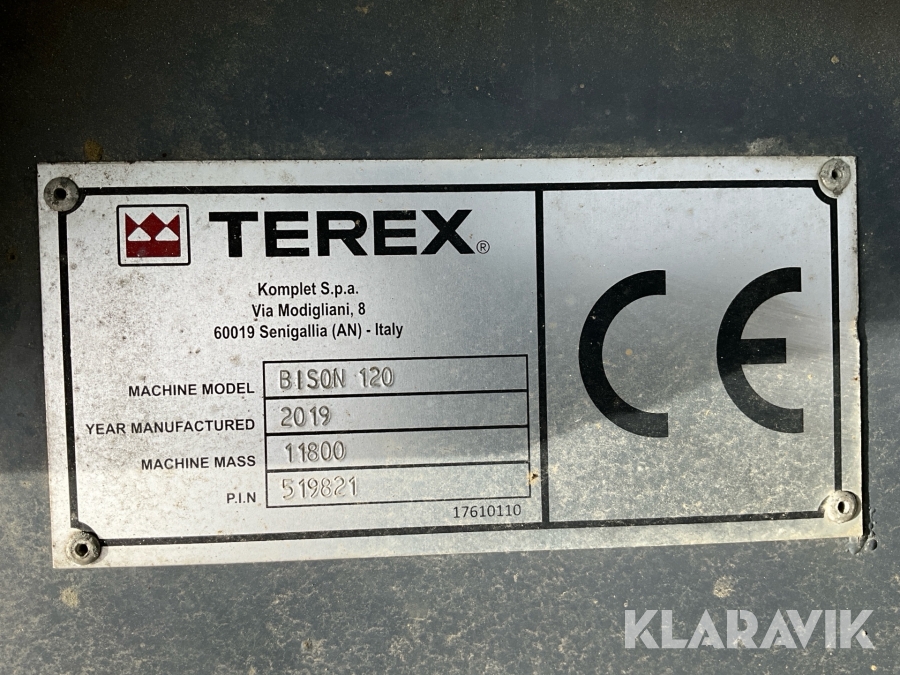 TEREX®
Komplet S.p.a.
Via Modigliani, 8
60019 Senigallia (AN) - Italy
MACHINE MODEL BISON 120
YEAR MANUFACTURED 2019
MACHINE MASS 11800
P.I.N 519821
17610110
CE
KLARAVIK